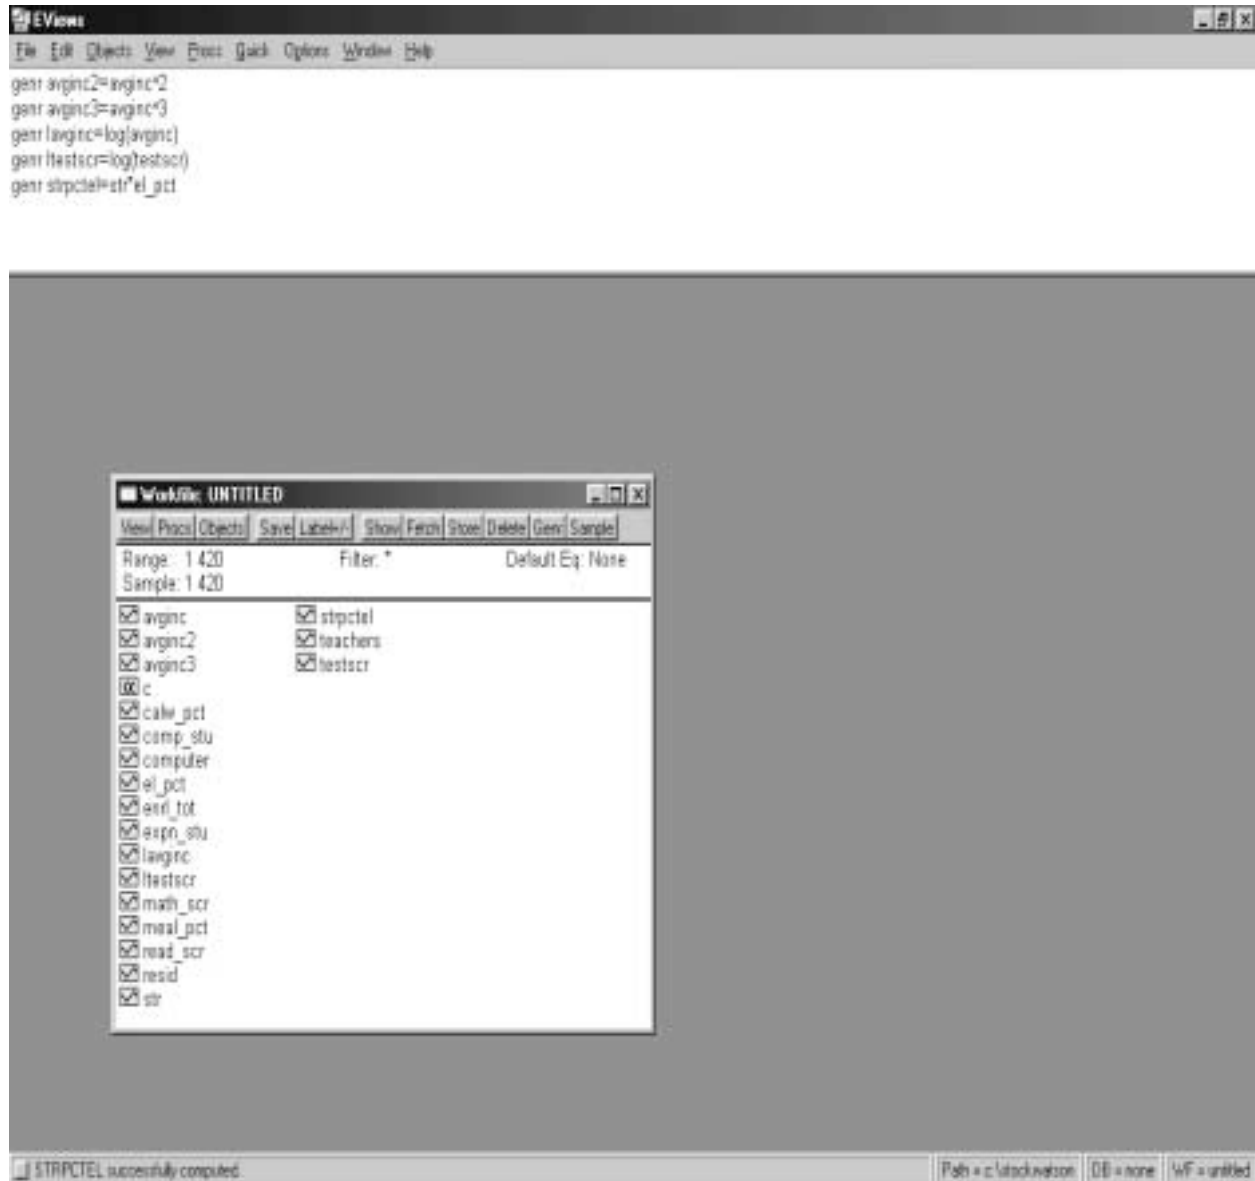 EViews
File Edit Objects View Procs Quick Options Window Help
genr avginc2=avginc^2
genr avginc3=avginc^3
genr lavginc=log(avginc)
genr ltestscr=log(testscr)
genr strpctel=str*el_pct
Workfile: UNTITLED
View Procs Objects Save Label+/- Show Fetch Store Delete Genr Sample
Range: 1 420 Filter: * Default Eq: None
Sample: 1 420
avginc strpctel
avginc2 teachers
avginc3 testscr
c
calw_pct
comp_stu
computer
el_pct
enrl_tot
expn_stu
lavginc
ltestscr
math_scr
meal_pct
read_scr
resid
str
STRPCTEL successfully computed. Path = c:\stockwatson DB = none WF = untitled